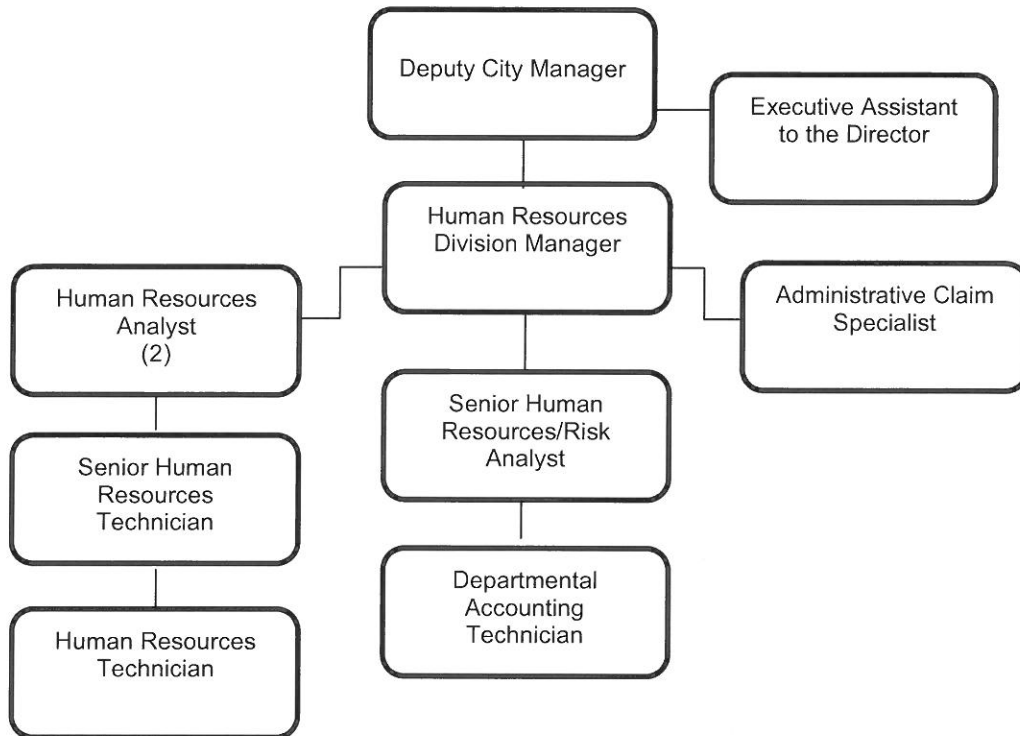 Deputy City Manager
Executive Assistant
to the Director
Human Resources
Division Manager
Human Resources
Analyst
(2)
Administrative Claim
Specialist
Senior Human
Resources/Risk
Analyst
Senior Human
Resources
Technician
Departmental
Accounting
Technician
Human Resources
Technician